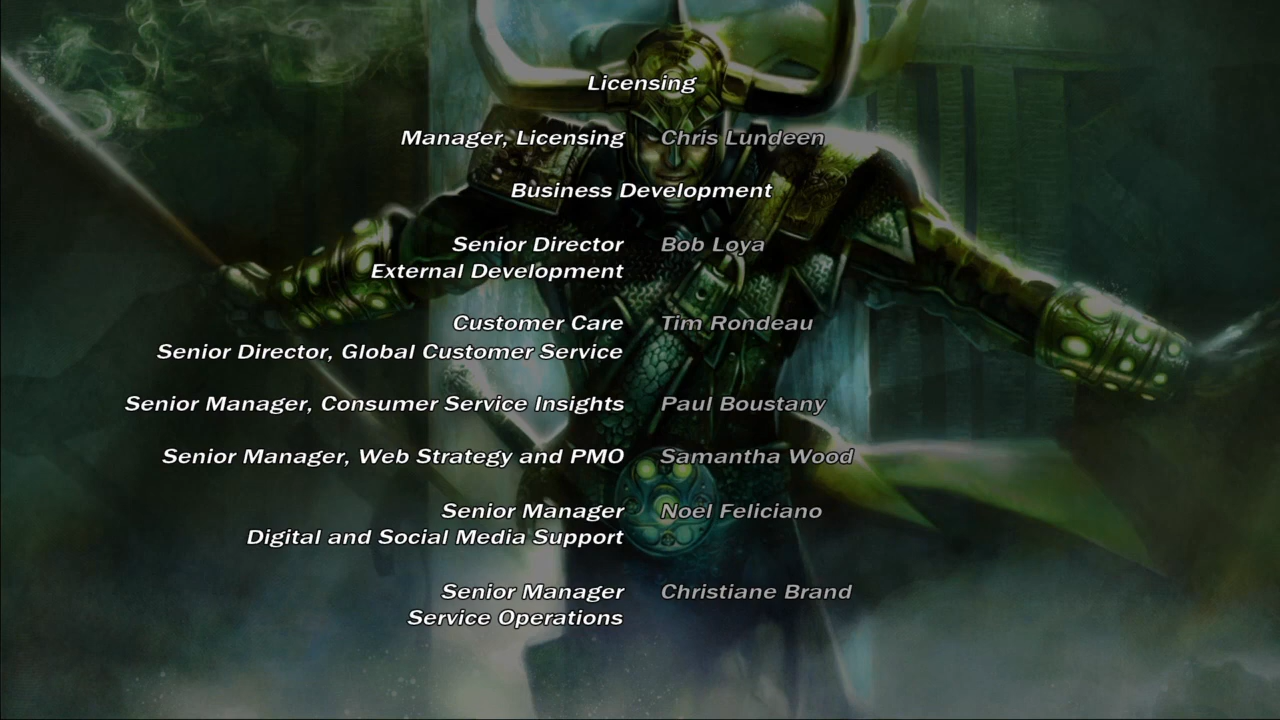 Licensing
Manager, Licensing Chris Lundeen
Business Development
Senior Director Bob Loya
External Development
Customer Care Tim Rondeau
Senior Director, Global Customer Service
Senior Manager, Consumer Service Insights Paul Boustany
Senior Manager, Web Strategy and PMO Samantha Wood
Senior Manager Noel Feliciano
Digital and Social Media Support
Senior Manager Christiane Brand
Service Operations